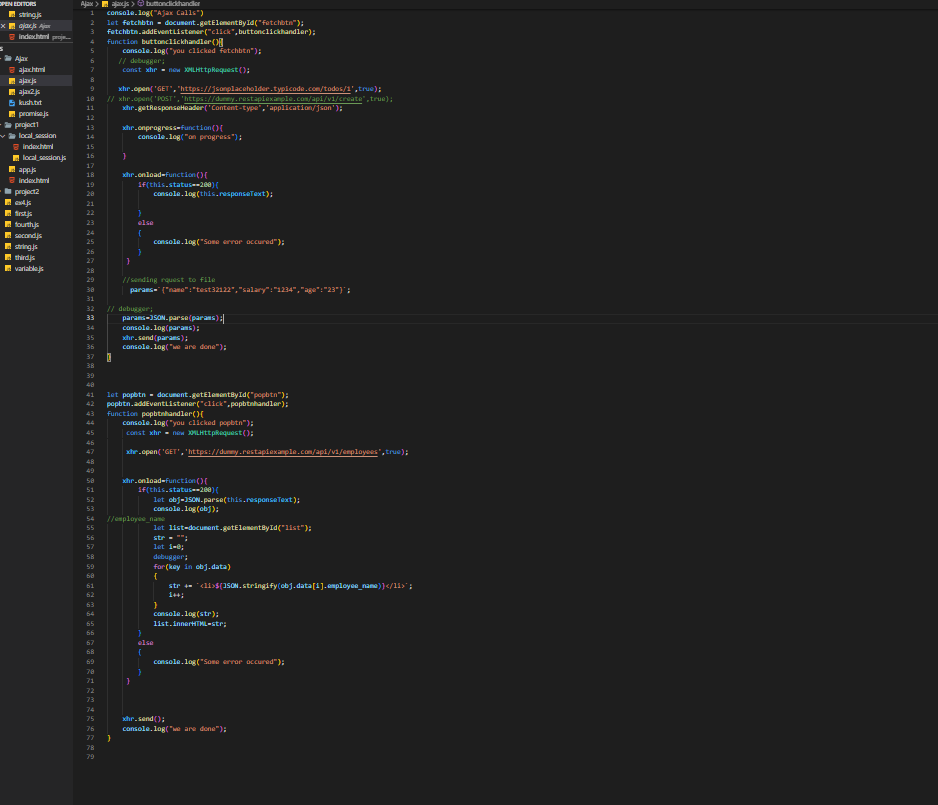 OPEN EDITORS
string.js
ajax.js Ajax
index.html proje...
S
Ajax
ajax.html
ajax.js
ajax2.js
kush.txt
promise.js
project1
local_session
index.html
local_session.js
app.js
index.html
project2
ex4.js
first.js
fourth.js
second.js
string.js
third.js
variable.js
Ajax > ajax.js > buttonclickhandler
1 console.log("Ajax Calls")
2 let fetchbtn = document.getElementById("fetchbtn");
3 fetchbtn.addEventListener("click",buttonclickhandler);
4 function buttonclickhandler(){
5 console.log("you clicked fetchbtn");
6 // debugger;
7 const xhr = new XMLHttpRequest();
8
9 xhr.open('GET','https://jsonplaceholder.typicode.com/todos/1',true);
10 // xhr.open('POST','https://dummy.restapiexample.com/api/v1/create',true);
11 xhr.getResponseHeader('Content-type','application/json');
12
13 xhr.onprogress=function(){
14 console.log("on progress");
15
16 }
17
18 xhr.onload=function(){
19 if(this.status==200){
20 console.log(this.responseText);
21
22 }
23 else
24 {
25 console.log("Some error occured");
26 }
27 }
28
29 //sending rquest to file
30 params=`{"name":"test32122","salary":"1234","age":"23"}`;
31
32 // debugger;
33 params=JSON.parse(params);
34 console.log(params);
35 xhr.send(params);
36 console.log("we are done");
37 }
38
39
40
41 let popbtn = document.getElementById("popbtn");
42 popbtn.addEventListener("click",popbtnhandler);
43 function popbtnhandler(){
44 console.log("you clicked popbtn");
45 const xhr = new XMLHttpRequest();
46
47 xhr.open('GET','https://dummy.restapiexample.com/api/v1/employees',true);
48
49
50 xhr.onload=function(){
51 if(this.status==200){
52 let obj=JSON.parse(this.responseText);
53 console.log(obj);
54 //employee_name
55 let list=document.getElementById("list");
56 str = "";
57 let i=0;
58 debugger;
59 for(key in obj.data)
60 {
61 str += `<li>${JSON.stringify(obj.data[i].employee_name)}</li>`;
62 i++;
63 }
64 console.log(str);
65 list.innerHTML=str;
66 }
67 else
68 {
69 console.log("Some error occured");
70 }
71 }
72
73
74
75 xhr.send();
76 console.log("we are done");
77 }
78
79